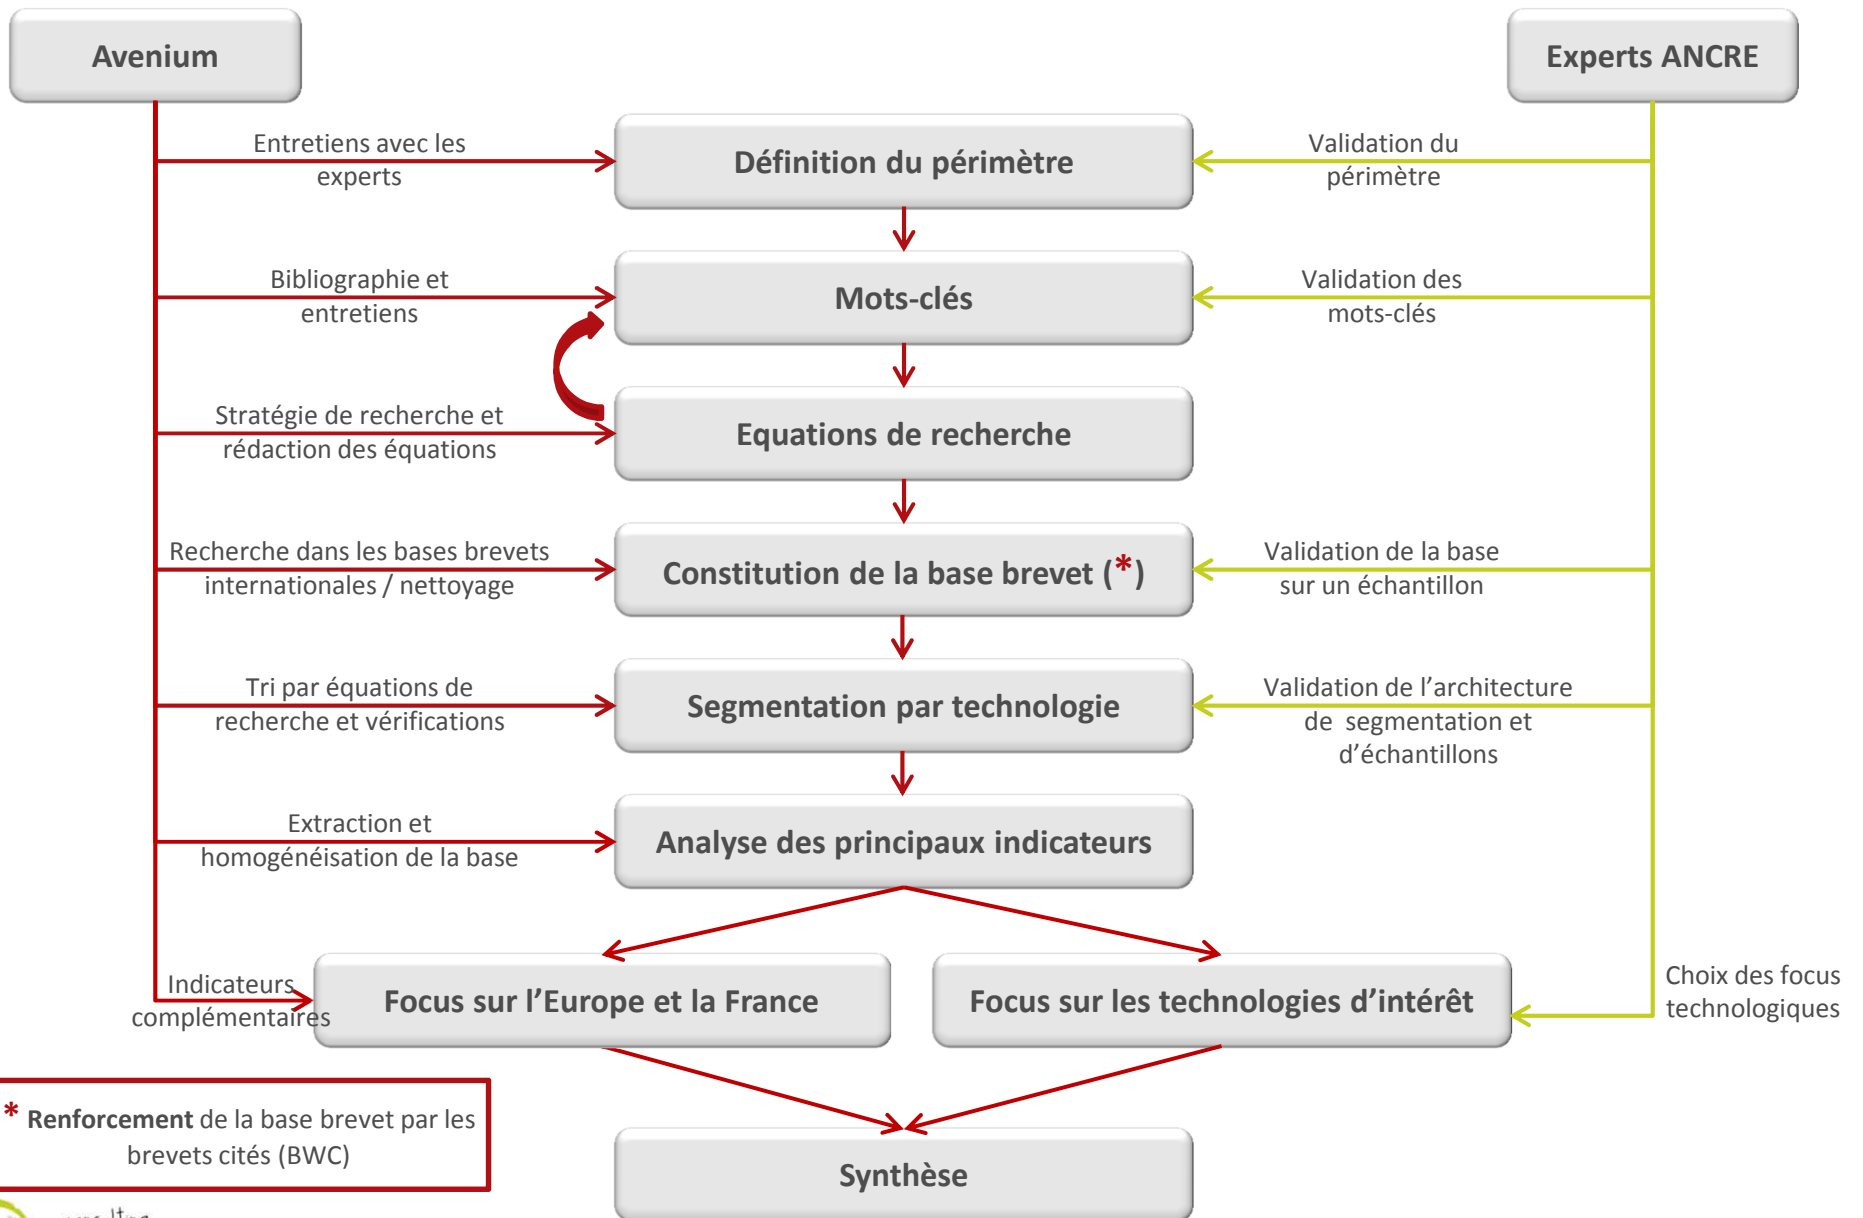 Avenium
Experts ANCRE
Entretiens avec les
experts
Définition du périmètre
Validation du
périmètre
Bibliographie et
entretiens
Mots-clés
Validation des
mots-clés
Stratégie de recherche et
rédaction des équations
Equations de recherche
Recherche dans les bases brevets
internationales / nettoyage
Constitution de la base brevet (*)
Validation de la base
sur un échantillon
Tri par équations de
recherche et vérifications
Segmentation par technologie
Validation de l’architecture
de segmentation et
d’échantillons
Extraction et
homogénéisation de la base
Analyse des principaux indicateurs
Indicateurs
complémentaires
Focus sur l’Europe et la France
Focus sur les technologies d’intérêt
Choix des focus
technologiques
* Renforcement de la base brevet par les
brevets cités (BWC)
Synthèse